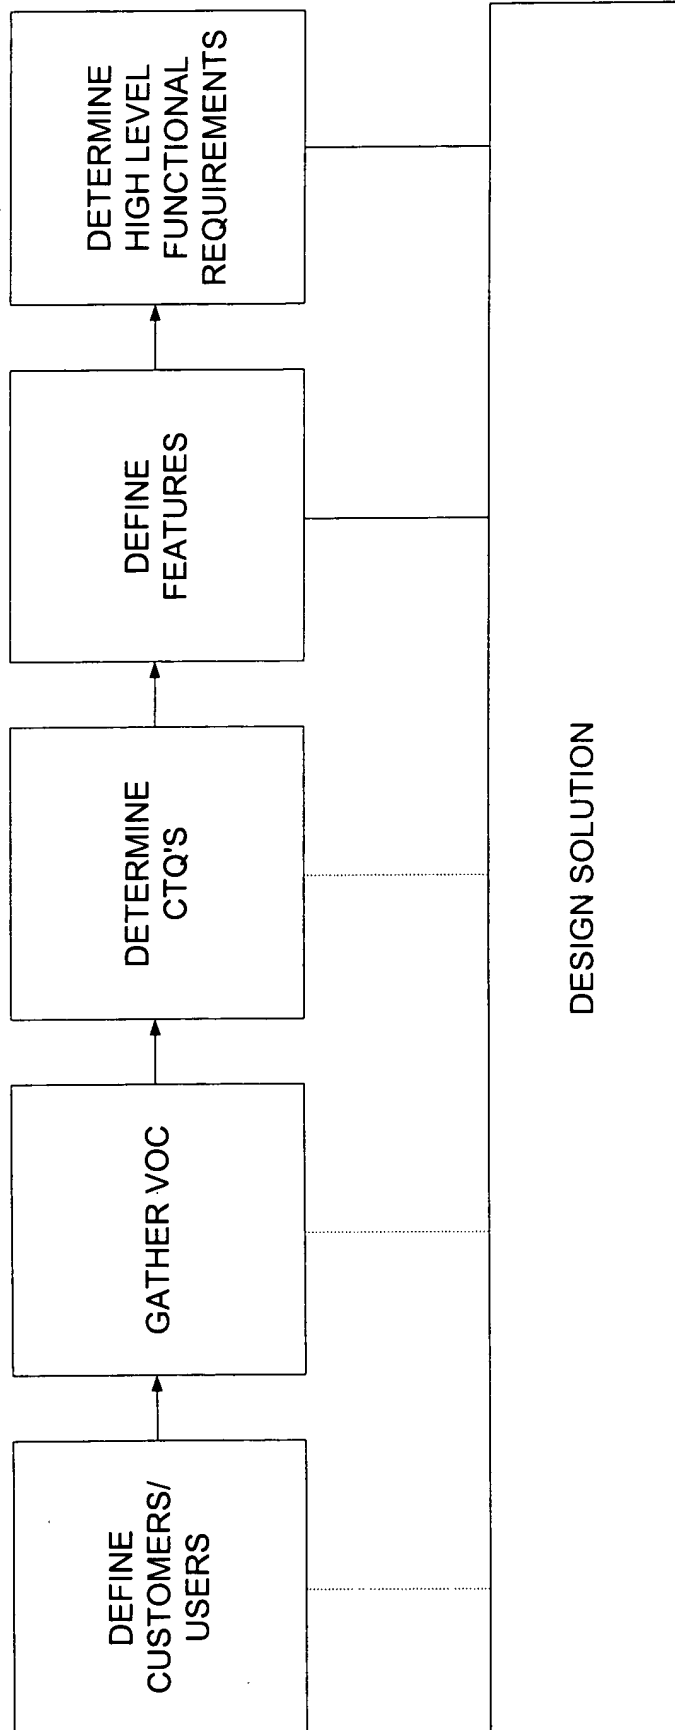 DEFINE
CUSTOMERS/
USERS
GATHER VOC
DETERMINE
CTQ'S
DEFINE
FEATURES
DETERMINE
HIGH LEVEL
FUNCTIONAL
REQUIREMENTS
DESIGN SOLUTION